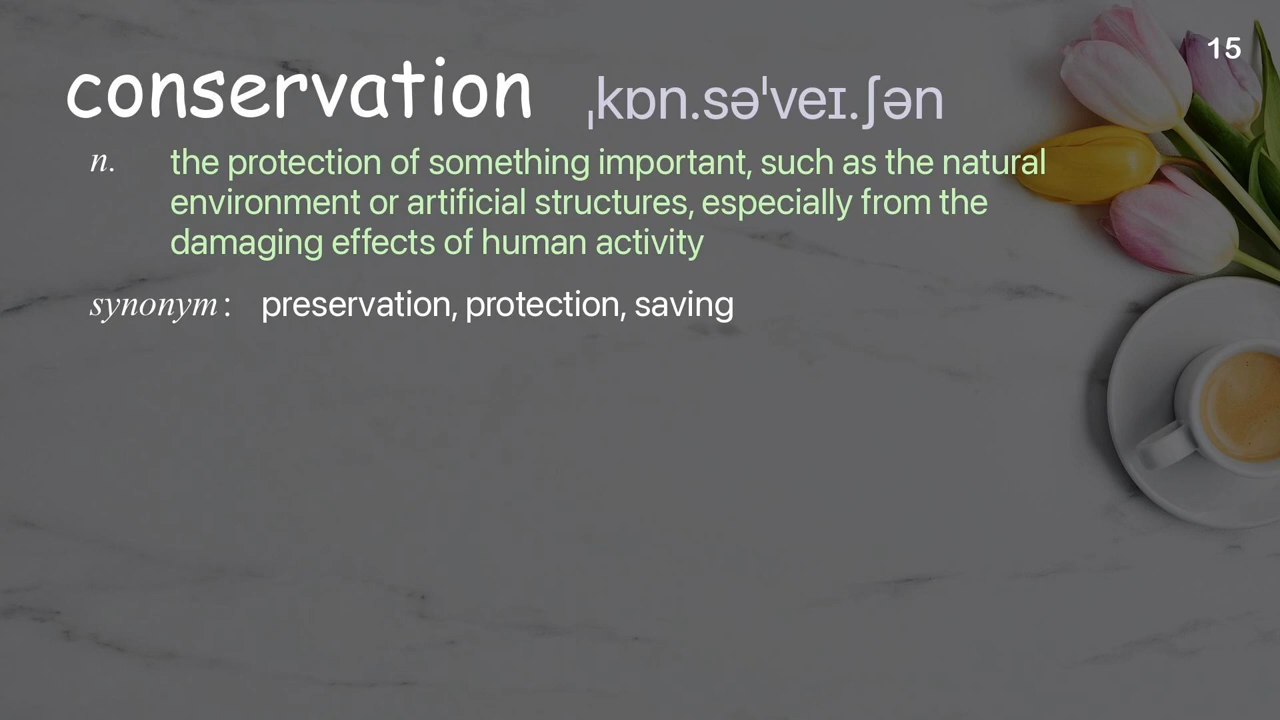 15
conservation ˌkɒn.səˈveɪ.ʃən
n. the protection of something important, such as the natural
environment or artificial structures, especially from the
damaging effects of human activity
synonym: preservation, protection, saving